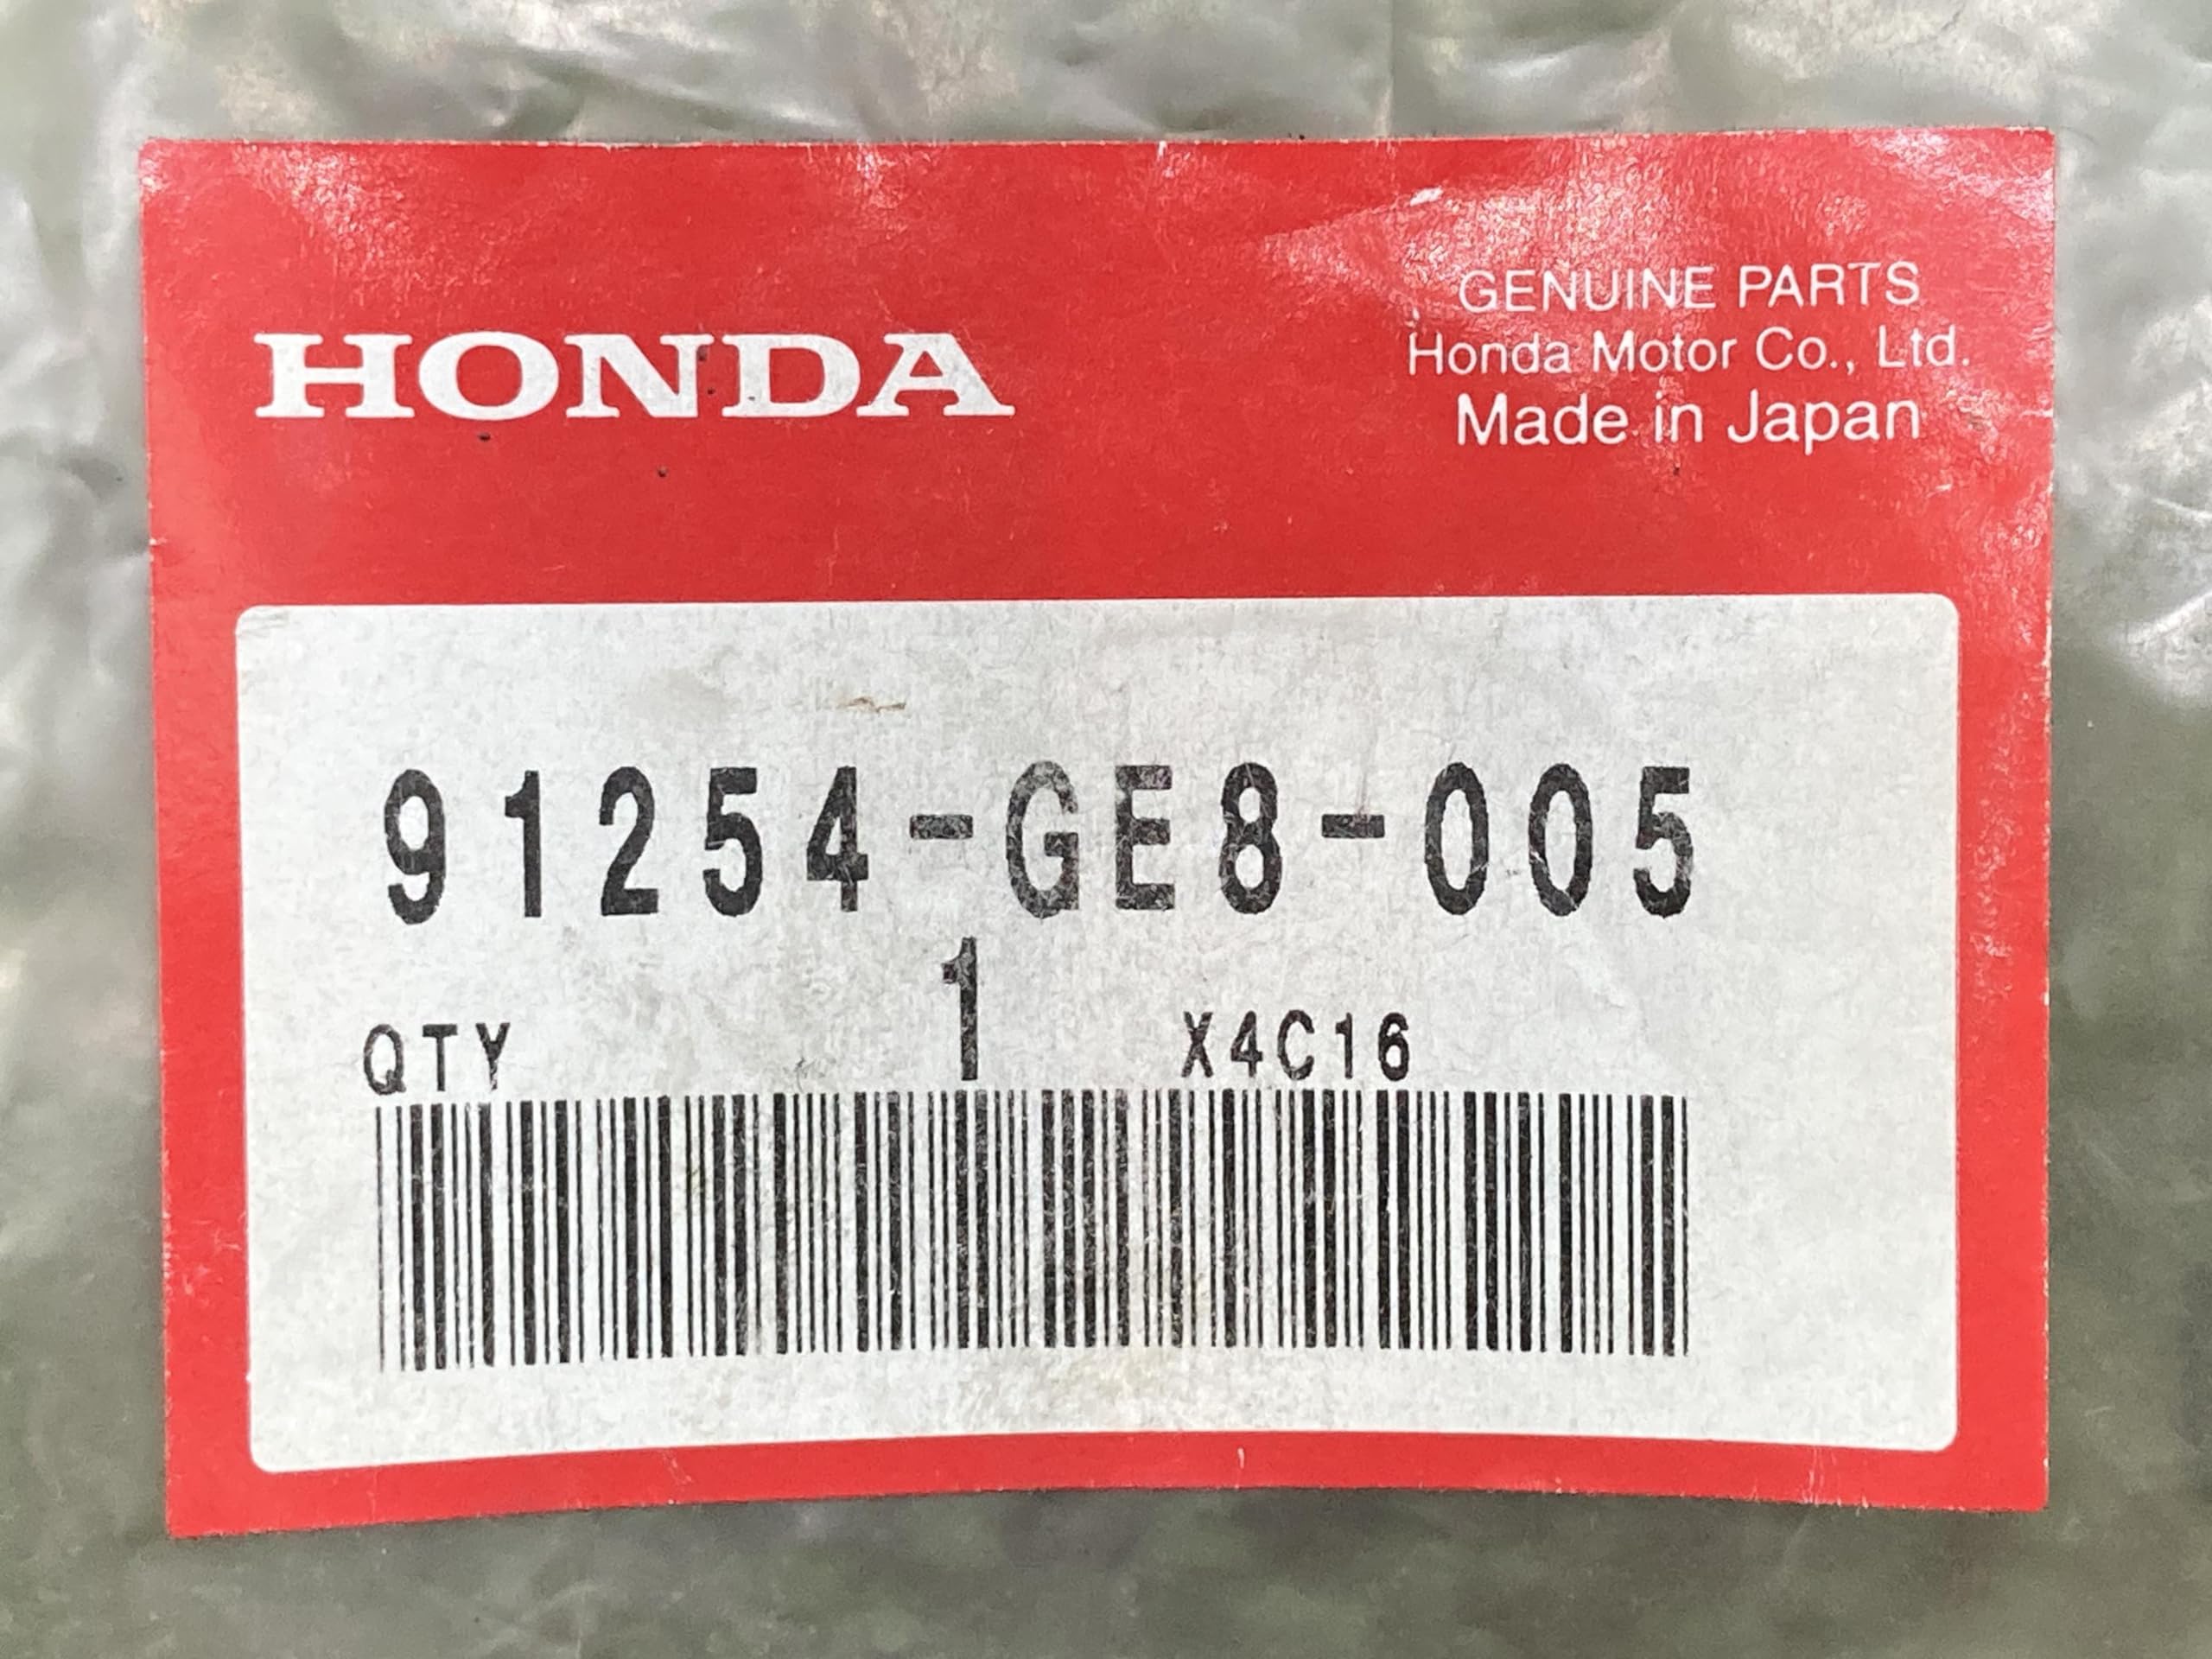 HONDA
GENUINE PARTS
Honda Motor Co., Ltd.
Made in Japan
91254-GE8-005
QTY 1 X4C16